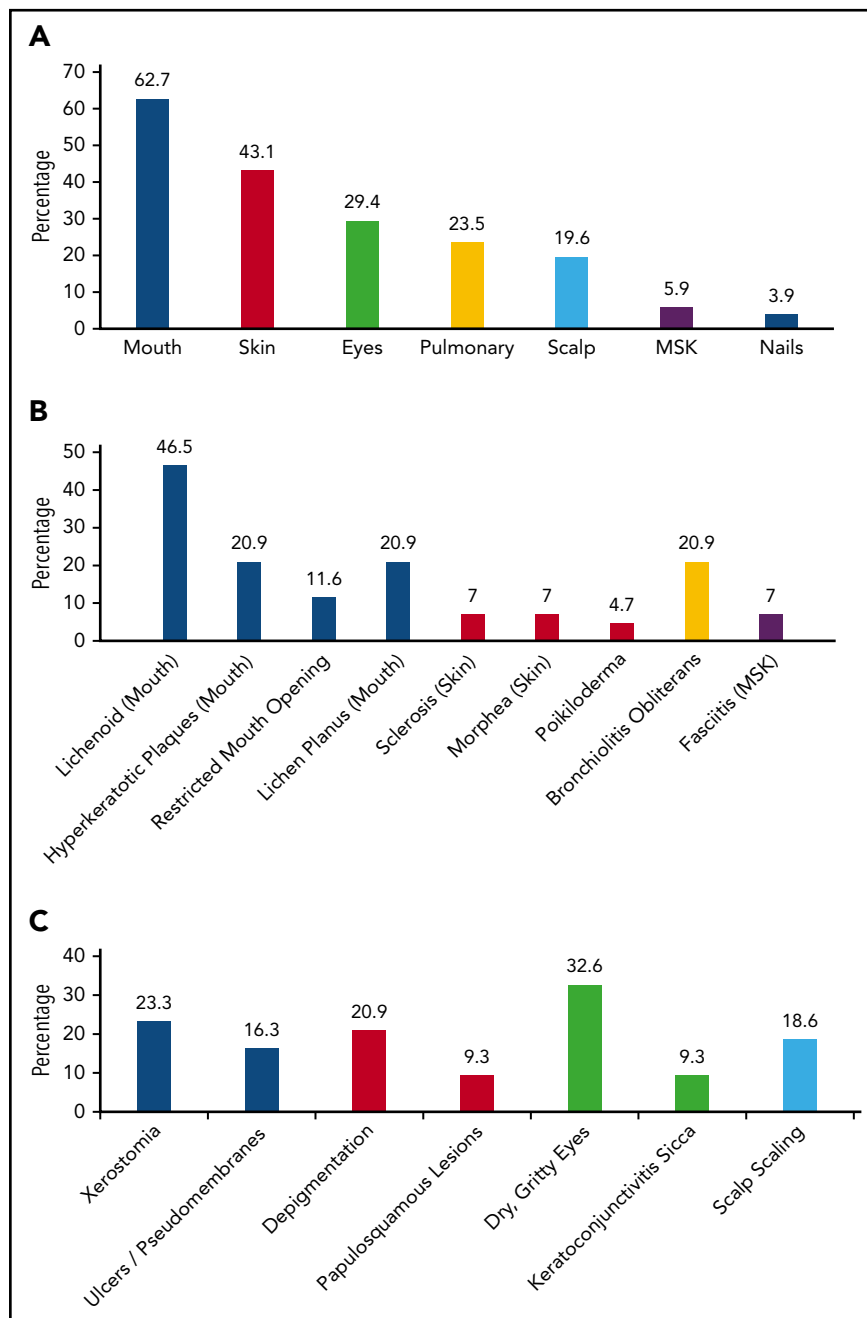 A
Percentage
70
60
50
40
30
20
10
0
62.7
43.1
29.4
23.5
19.6
5.9
3.9
Mouth Skin Eyes Pulmonary Scalp MSK Nails
B
Percentage
50
40
30
20
10
0
46.5
20.9
11.6
20.9
7
7
4.7
20.9
7
Lichenoid (Mouth)
Hyperkeratotic Plaques (Mouth)
Restricted Mouth Opening
Lichen Planus (Mouth)
Sclerosis (Skin)
Morphea (Skin)
Poikiloderma
Bronchiolitis Obliterans
Fasciitis (MSK)
C
Percentage
40
30
20
10
0
23.3
16.3
20.9
9.3
32.6
9.3
18.6
Xerostomia
Ulcers / Pseudomembranes
Depigmentation
Papulosquamous Lesions
Dry, Gritty Eyes
Keratoconjunctivitis Sicca
Scalp Scaling